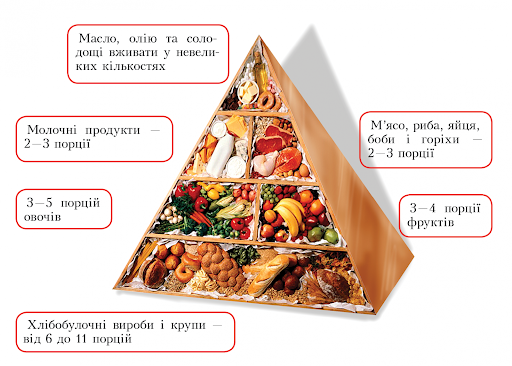 Масло, олію та соло-
дощі вживати у невели-
ких кількостях
Молочні продукти —
2—3 порції
М'ясо, риба, яйця,
боби і горіхи —
2—3 порції
3—5 порцій
овочів
3—4 порції
фруктів
Хлібобулочні вироби і крупи —
від 6 до 11 порцій